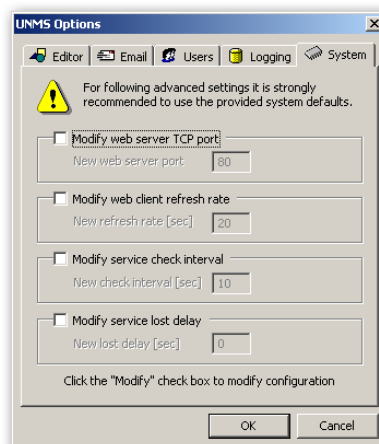 UNMS Options
Editor Email Users Logging System
For following advanced settings it is strongly
recommended to use the provided system defaults.
Modify web server TCP port
New web server port 80
Modify web client refresh rate
New refresh rate [sec] 20
Modify service check interval
New check interval [sec] 10
Modify service lost delay
New lost delay [sec] 0
Click the "Modify" check box to modify configuration
OK Cancel